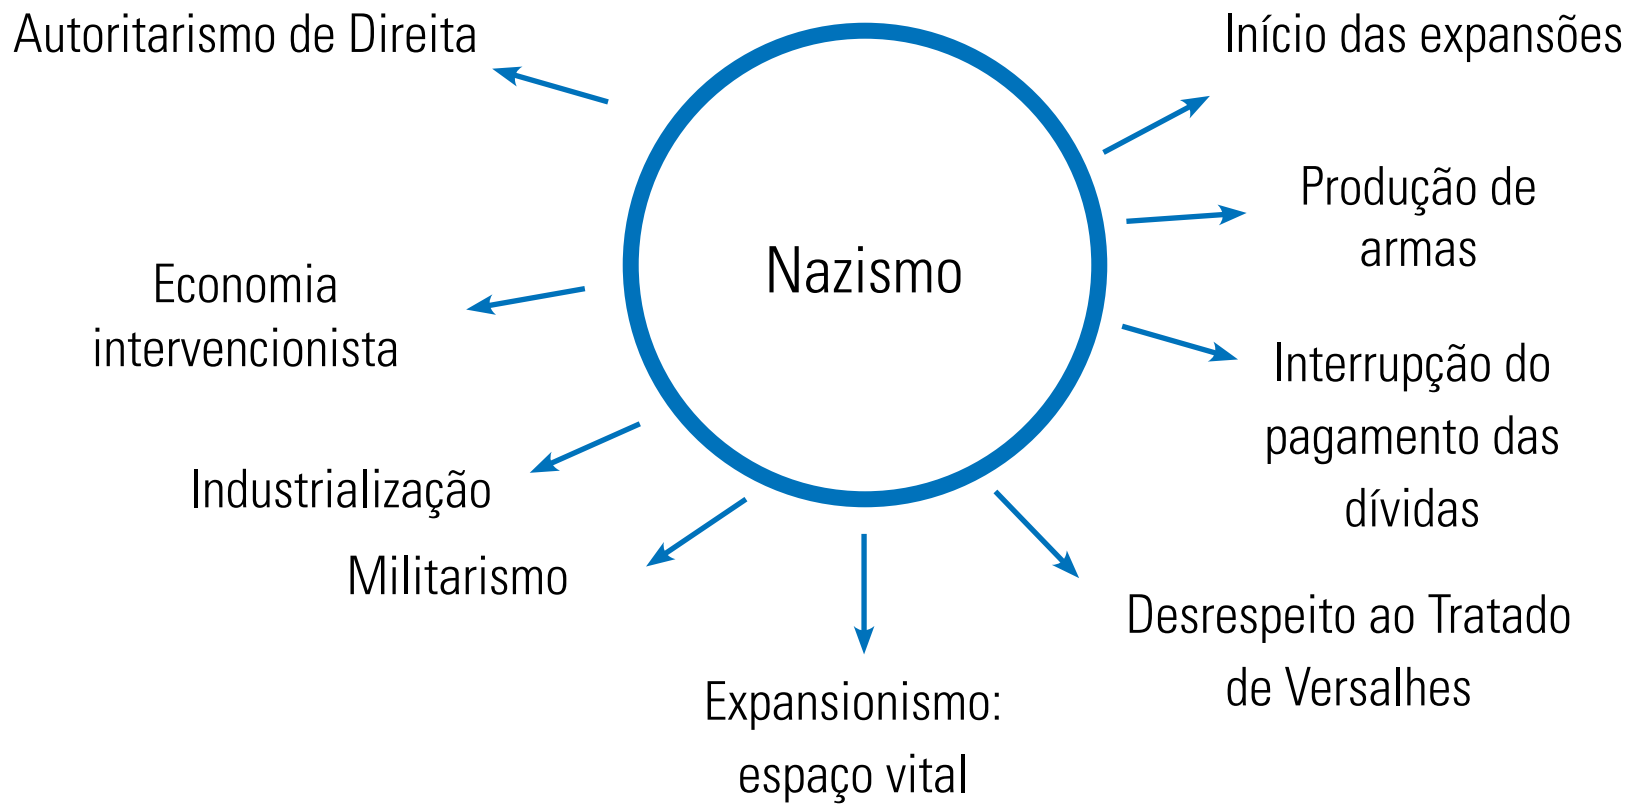 Autoritarismo de Direita
Início das expansões
Produção de
armas
Nazismo
Economia
intervencionista
Interrupção do
pagamento das
dívidas
Industrialização
Militarismo
Desrespeito ao Tratado
de Versalhes
Expansionismo:
espaço vital